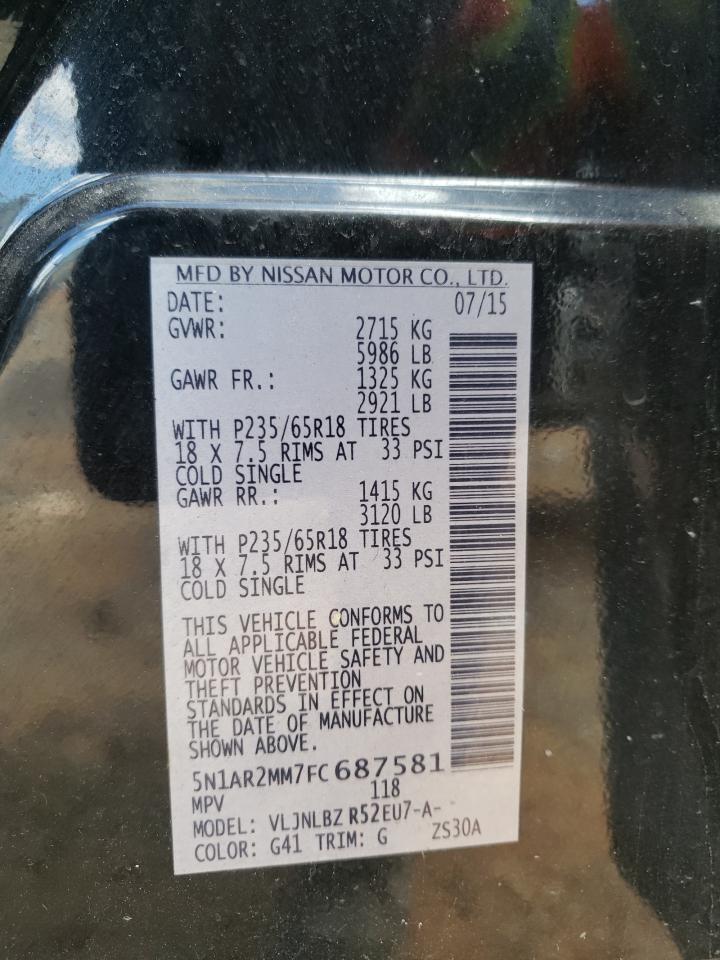 MFD BY NISSAN MOTOR CO., LTD.
DATE: 07/15
GVWR: 2715 KG
5986 LB
GAWR FR.: 1325 KG
2921 LB
WITH P235/65R18 TIRES
18 X 7.5 RIMS AT 33 PSI
COLD SINGLE
GAWR RR.: 1415 KG
3120 LB
WITH P235/65R18 TIRES
18 X 7.5 RIMS AT 33 PSI
COLD SINGLE
THIS VEHICLE CONFORMS TO
ALL APPLICABLE FEDERAL
MOTOR VEHICLE SAFETY AND
THEFT PREVENTION
STANDARDS IN EFFECT ON
THE DATE OF MANUFACTURE
SHOWN ABOVE.
5N1AR2MM7FC687581
MPV 118
MODEL: VLJNLBZ R52EU7-A-
COLOR: G41 TRIM: G ZS30A